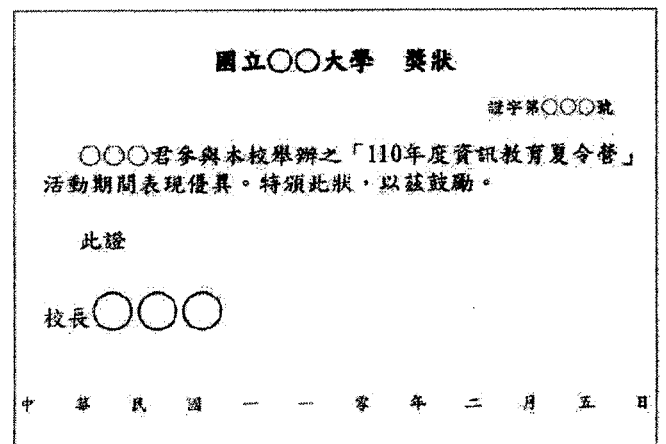 國立○○大學 獎狀
證字第○○○號
○○○君參與本校舉辦之「110年度資訊教育夏令營」
活動期間表現優異。特頒此狀，以茲鼓勵。
此證
校長○○○
中華民國一一零年二月五日